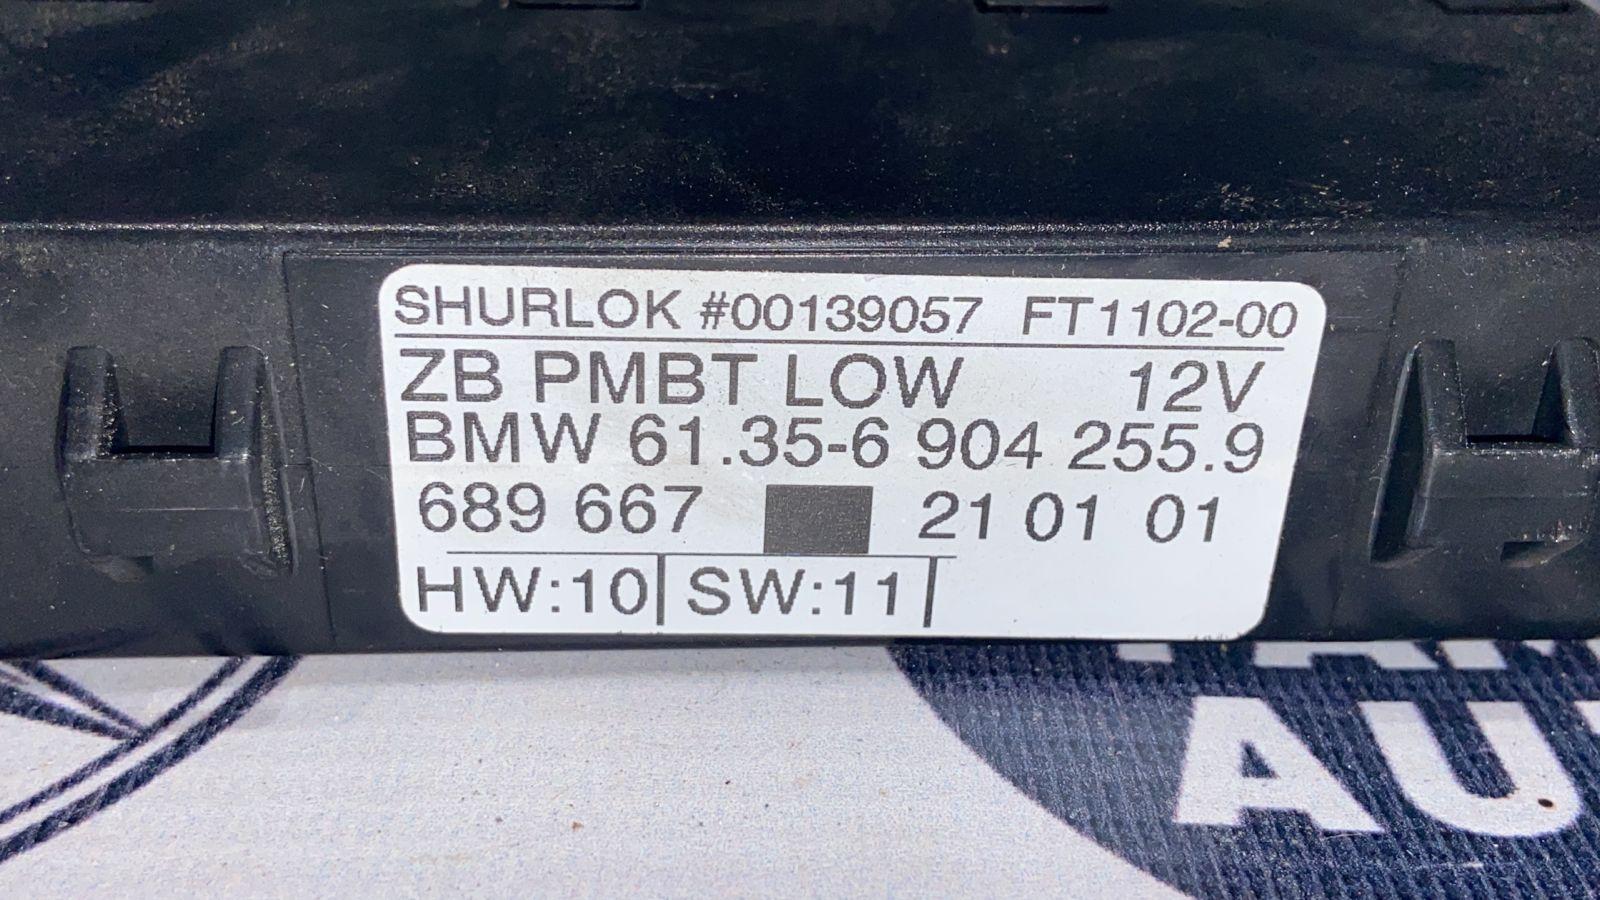 SHURLOK #00139057 FT1102-00
ZB PMBT LOW 12V
BMW 61.35-6 904 255.9
689 667 21 01 01
HW:10 SW:11
AU